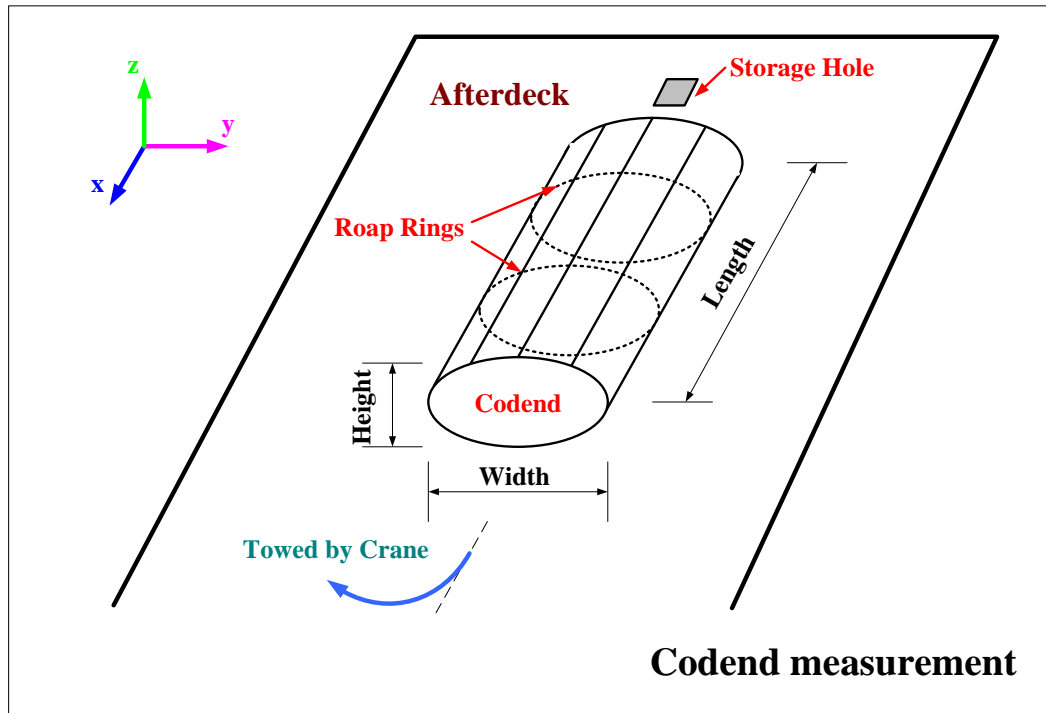 z
y
x
Afterdeck
Storage Hole
Roap Rings
Length
Height
Codend
Width
Towed by Crane
Codend measurement